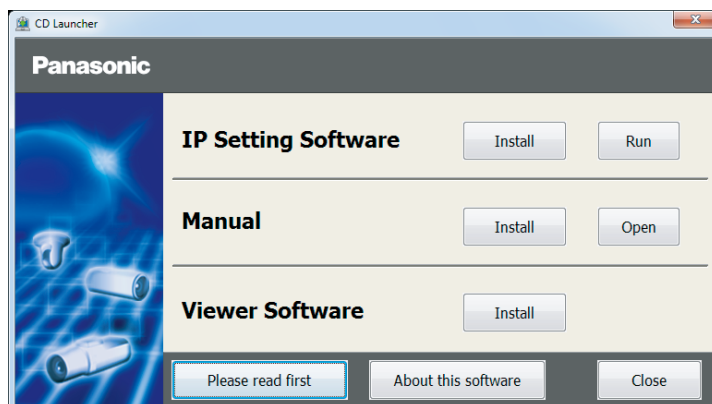 CD Launcher
Panasonic
IP Setting Software Install Run
Manual Install Open
Viewer Software Install
Please read first About this software Close